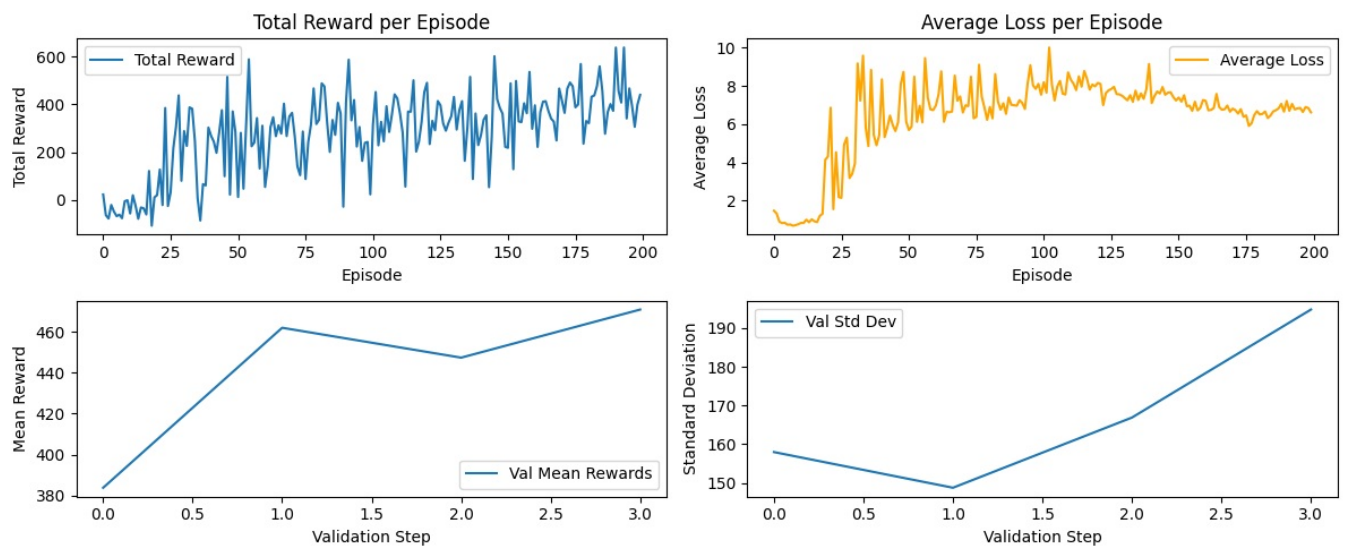 Total Reward per Episode
Total Reward
600
400
200
0
Total Reward
0 25 50 75 100 125 150 175 200
Episode
Average Loss per Episode
Average Loss
10
8
6
4
2
Average Loss
0 25 50 75 100 125 150 175 200
Episode
Mean Reward
460
440
420
400
380
Val Mean Rewards
0.0 0.5 1.0 1.5 2.0 2.5 3.0
Validation Step
Standard Deviation
190
180
170
160
150
Val Std Dev
0.0 0.5 1.0 1.5 2.0 2.5 3.0
Validation Step